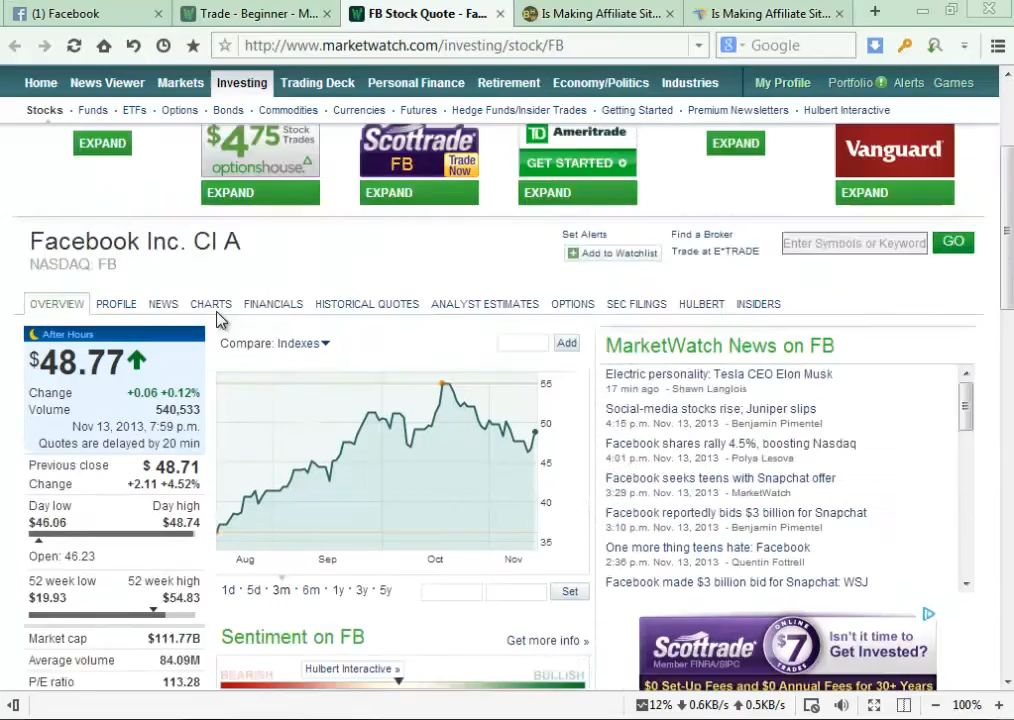 (1) Facebook
Trade - Beginner - M...
FB Stock Quote - Fa...
Is Making Affiliate Sit...
Is Making Affiliate Sit...
http://www.marketwatch.com/investing/stock/FB
Google
Home News Viewer Markets Investing Trading Deck Personal Finance Retirement Economy/Politics Industries My Profile Portfolio Alerts Games
Stocks · Funds · ETFs · Options · Bonds · Commodities · Currencies · Futures · Hedge Funds/Insider Trades · Getting Started · Premium Newsletters · Hulbert Interactive
EXPAND
$4.75 Stock Trades
optionshouse
EXPAND
Scottrade
FB Trade Now
EXPAND
TD Ameritrade
GET STARTED
EXPAND
EXPAND
Vanguard
EXPAND
Facebook Inc. Cl A
NASDAQ: FB
Set Alerts
Add to Watchlist
Find a Broker
Trade at E*TRADE
Enter Symbols or Keyword
GO
OVERVIEW PROFILE NEWS CHARTS FINANCIALS HISTORICAL QUOTES ANALYST ESTIMATES OPTIONS SEC FILINGS HULBERT INSIDERS
After Hours
$48.77
Change +0.06 +0.12%
Volume 540,533
Nov 13, 2013, 7:59 p.m.
Quotes are delayed by 20 min
Previous close $ 48.71
Change +2.11 +4.52%
Day low Day high
$46.06 $48.74
Open: 46.23
52 week low 52 week high
$19.93 $54.83
Market cap $111.77B
Average volume 84.09M
P/E ratio 113.28
Compare: Indexes
Add
55
50
45
40
35
Aug Sep Oct Nov
1d · 5d · 3m · 6m · 1y · 3y · 5y
Set
Sentiment on FB
Get more info »
Hulbert Interactive »
BEARISH BULLISH
MarketWatch News on FB
Electric personality: Tesla CEO Elon Musk
17 min ago - Shawn Langlois
Social-media stocks rise; Juniper slips
4:15 p.m. Nov. 13, 2013 - Benjamin Pimentel
Facebook shares rally 4.5%, boosting Nasdaq
4:01 p.m. Nov. 13, 2013 - Polya Lesova
Facebook seeks teens with Snapchat offer
3:29 p.m. Nov. 13, 2013 - MarketWatch
Facebook reportedly bids $3 billion for Snapchat
3:10 p.m. Nov. 13, 2013 - Benjamin Pimentel
One more thing teens hate: Facebook
2:36 p.m. Nov. 13, 2013 - Quentin Fottrell
Facebook made $3 billion bid for Snapchat: WSJ
Scottrade
Member FINRA/SIPC
ONLINE
$7
TRADES
Isn't it time to
Get Invested?
$0 Set-Up Fees and $0 Annual Fees for 30+ Years
12% 0.6KB/s 0.5KB/s
100%